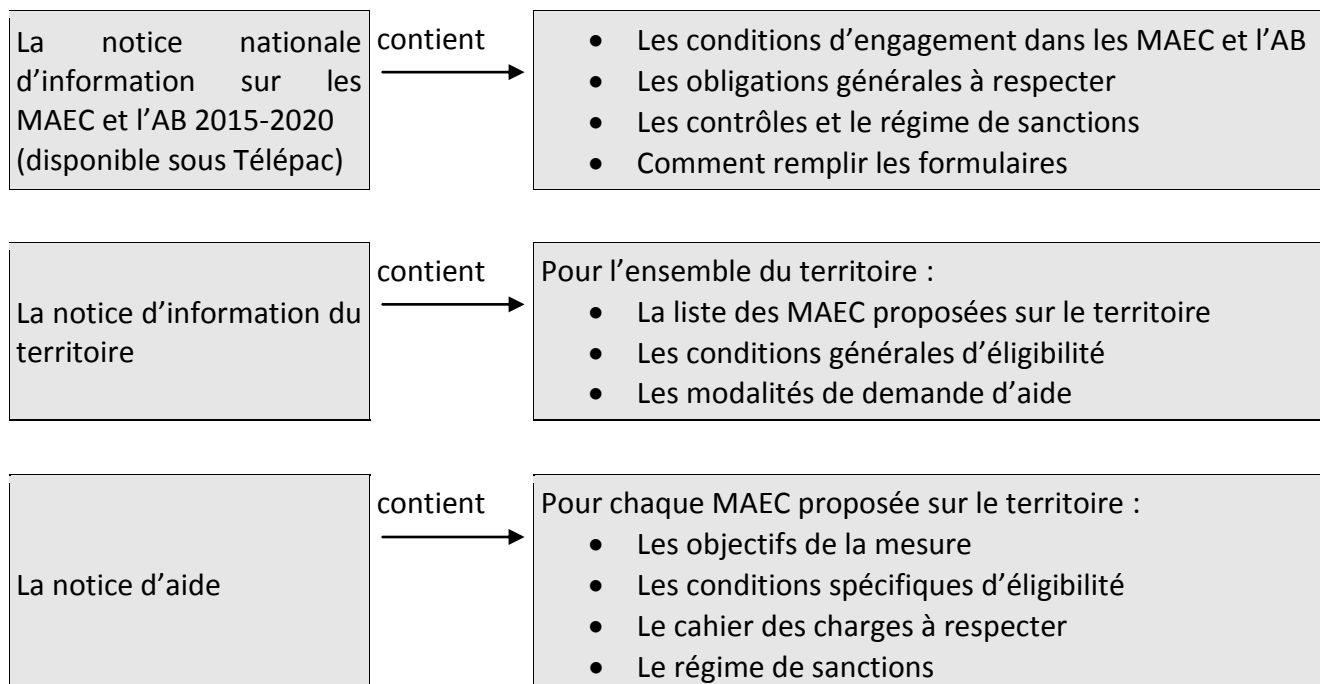 La notice nationale
d’information sur les
MAEC et l’AB 2015-2020
(disponible sous Télépac)
contient
• Les conditions d’engagement dans les MAEC et l’AB
• Les obligations générales à respecter
• Les contrôles et le régime de sanctions
• Comment remplir les formulaires
La notice d’information du
territoire
contient
Pour l’ensemble du territoire :
• La liste des MAEC proposées sur le territoire
• Les conditions générales d’éligibilité
• Les modalités de demande d’aide
La notice d’aide
contient
Pour chaque MAEC proposée sur le territoire :
• Les objectifs de la mesure
• Les conditions spécifiques d’éligibilité
• Le cahier des charges à respecter
• Le régime de sanctions